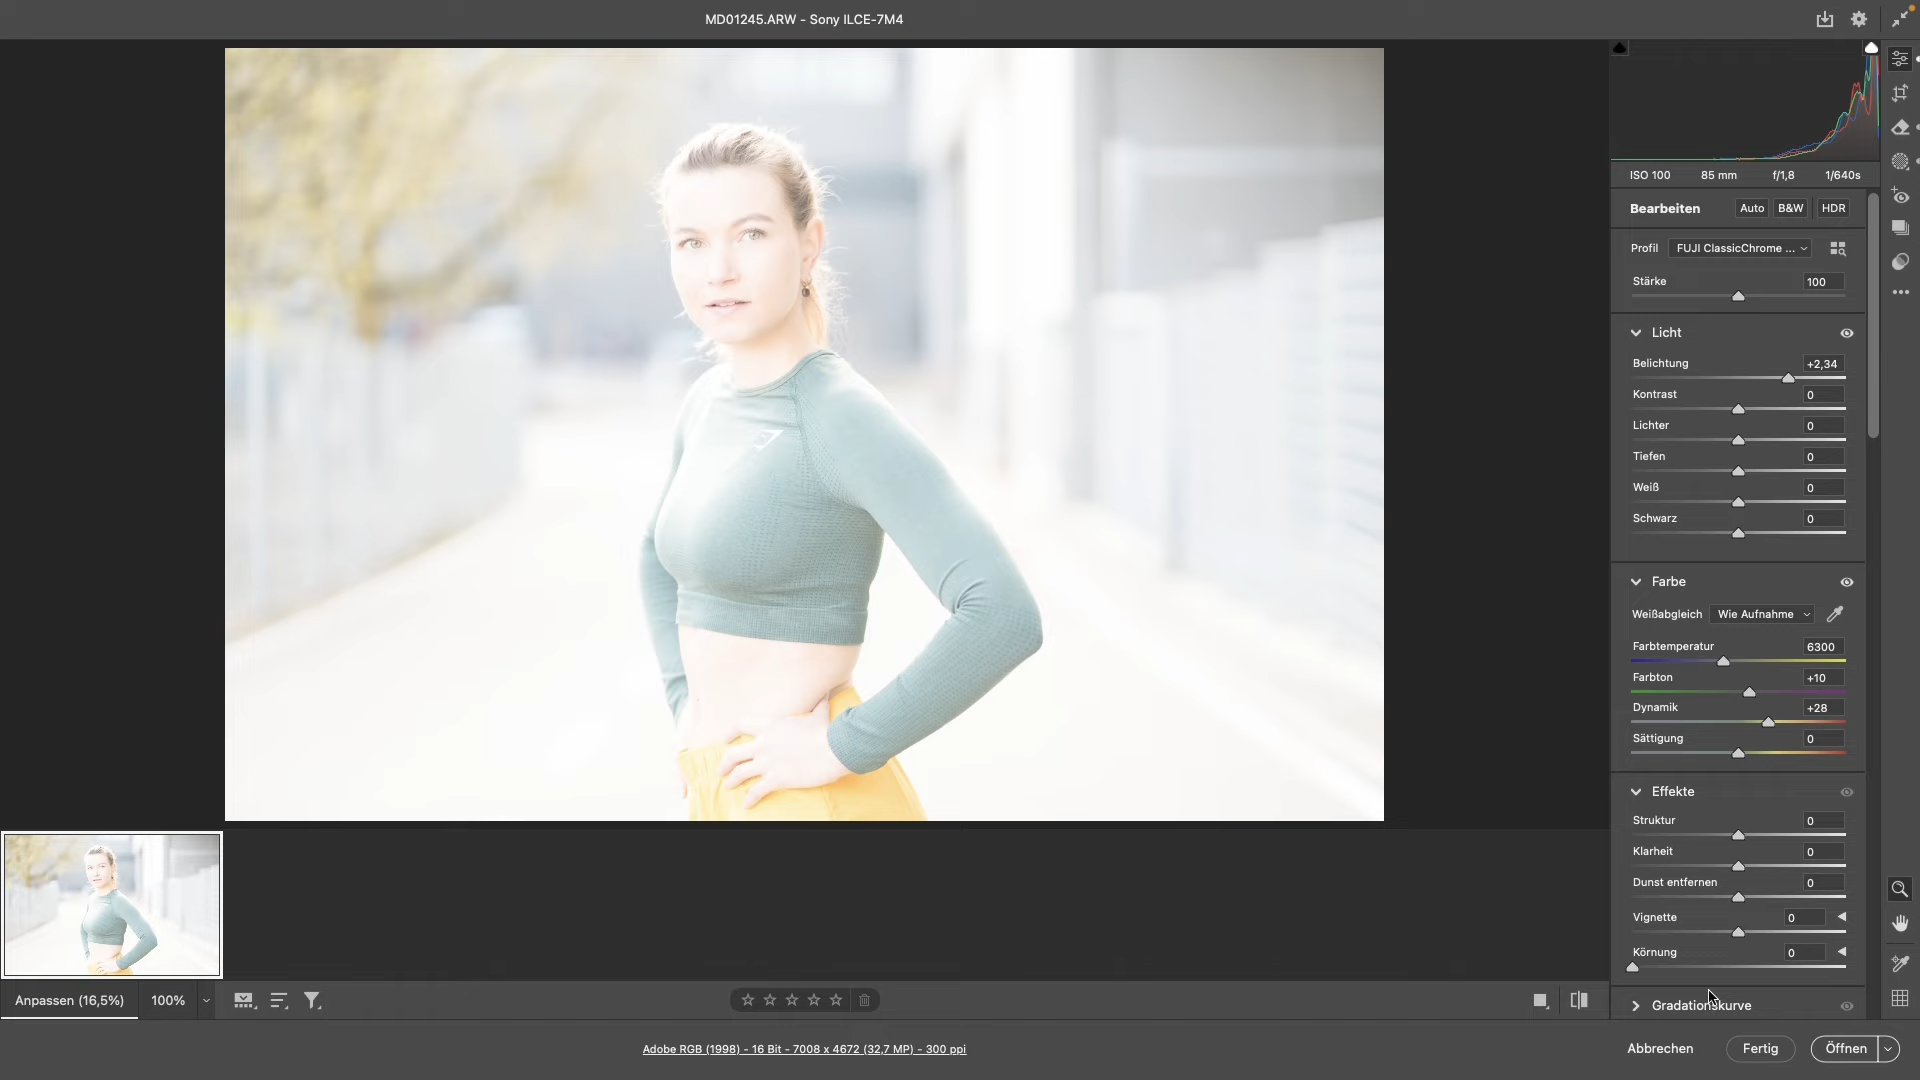 MD01245.ARW - Sony ILCE-7M4
ISO 100 85 mm f/1,8 1/640s
Bearbeiten Auto B&W HDR
Profil FUJI ClassicChrome ...
Stärke 100
Licht
Belichtung +2,34
Kontrast 0
Lichter 0
Tiefen 0
Weiß 0
Schwarz 0
Farbe
Weißabgleich Wie Aufnahme
Farbtemperatur 6300
Farbton +10
Dynamik +28
Sättigung 0
Effekte
Struktur 0
Klarheit 0
Dunst entfernen 0
Vignette 0
Körnung 0
Gradationskurve
Anpassen (16,5%) 100%
Adobe RGB (1998) - 16 Bit - 7008 x 4672 (32,7 MP) - 300 ppi
Abbrechen Fertig Öffnen